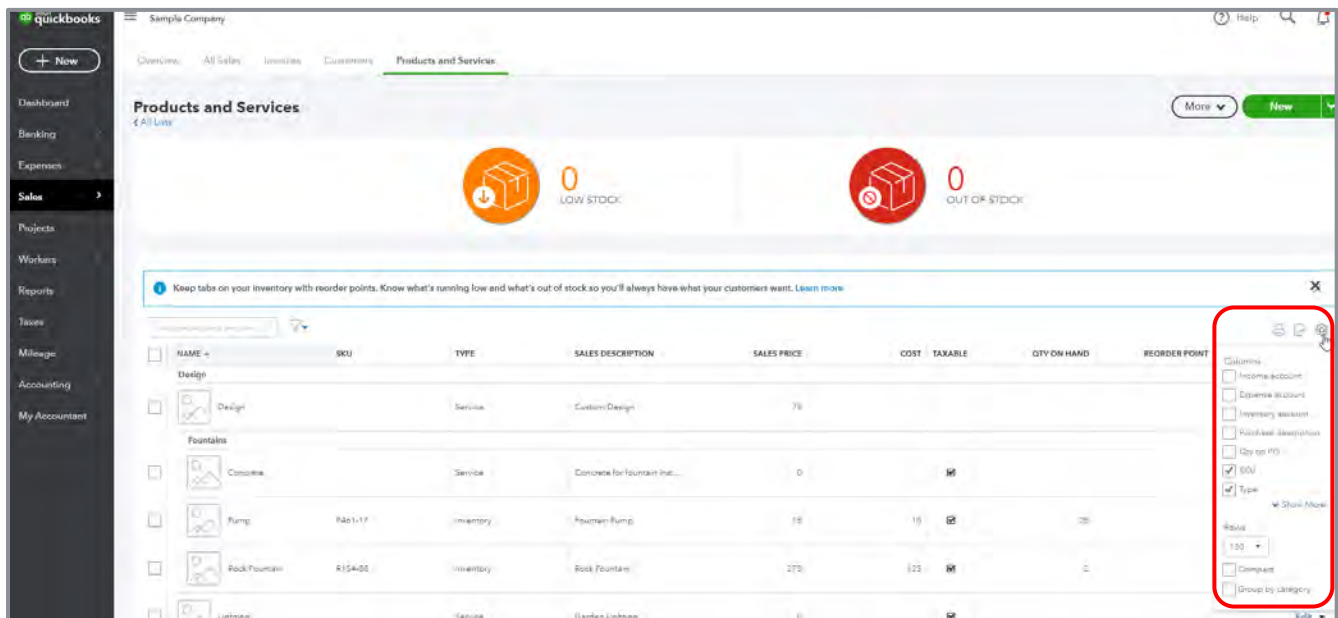 qb quickbooks
Sample Company
Help
+ New
Overview All Sales Invoices Customers Products and Services
Products and Services
All Lists
More
New
Dashboard
Banking
Expenses
Sales
Projects
Workers
Reports
Taxes
Mileage
Accounting
My Accountant
0
LOW STOCK
0
OUT OF STOCK
Keep tabs on your inventory with reorder points. Know what's running low and what's out of stock so you'll always have what your customers want. Learn more
NAME SKU TYPE SALES DESCRIPTION SALES PRICE COST TAXABLE QTY ON HAND REORDER POINT
Design
Design Service Custom Design 75
Fountains
Concrete Service Concrete for fountain inst... 0
Pump Inventory Fountain Pump 15
Rock Fountain Inventory Rock Fountain 275 125 2
Lighting Service Garden Lighting 0
Columns
Income account
Expense account
Inventory account
Purchase description
Qty on PO
SKU
Type
Show More
Rows
Compact
Group by category
Edit